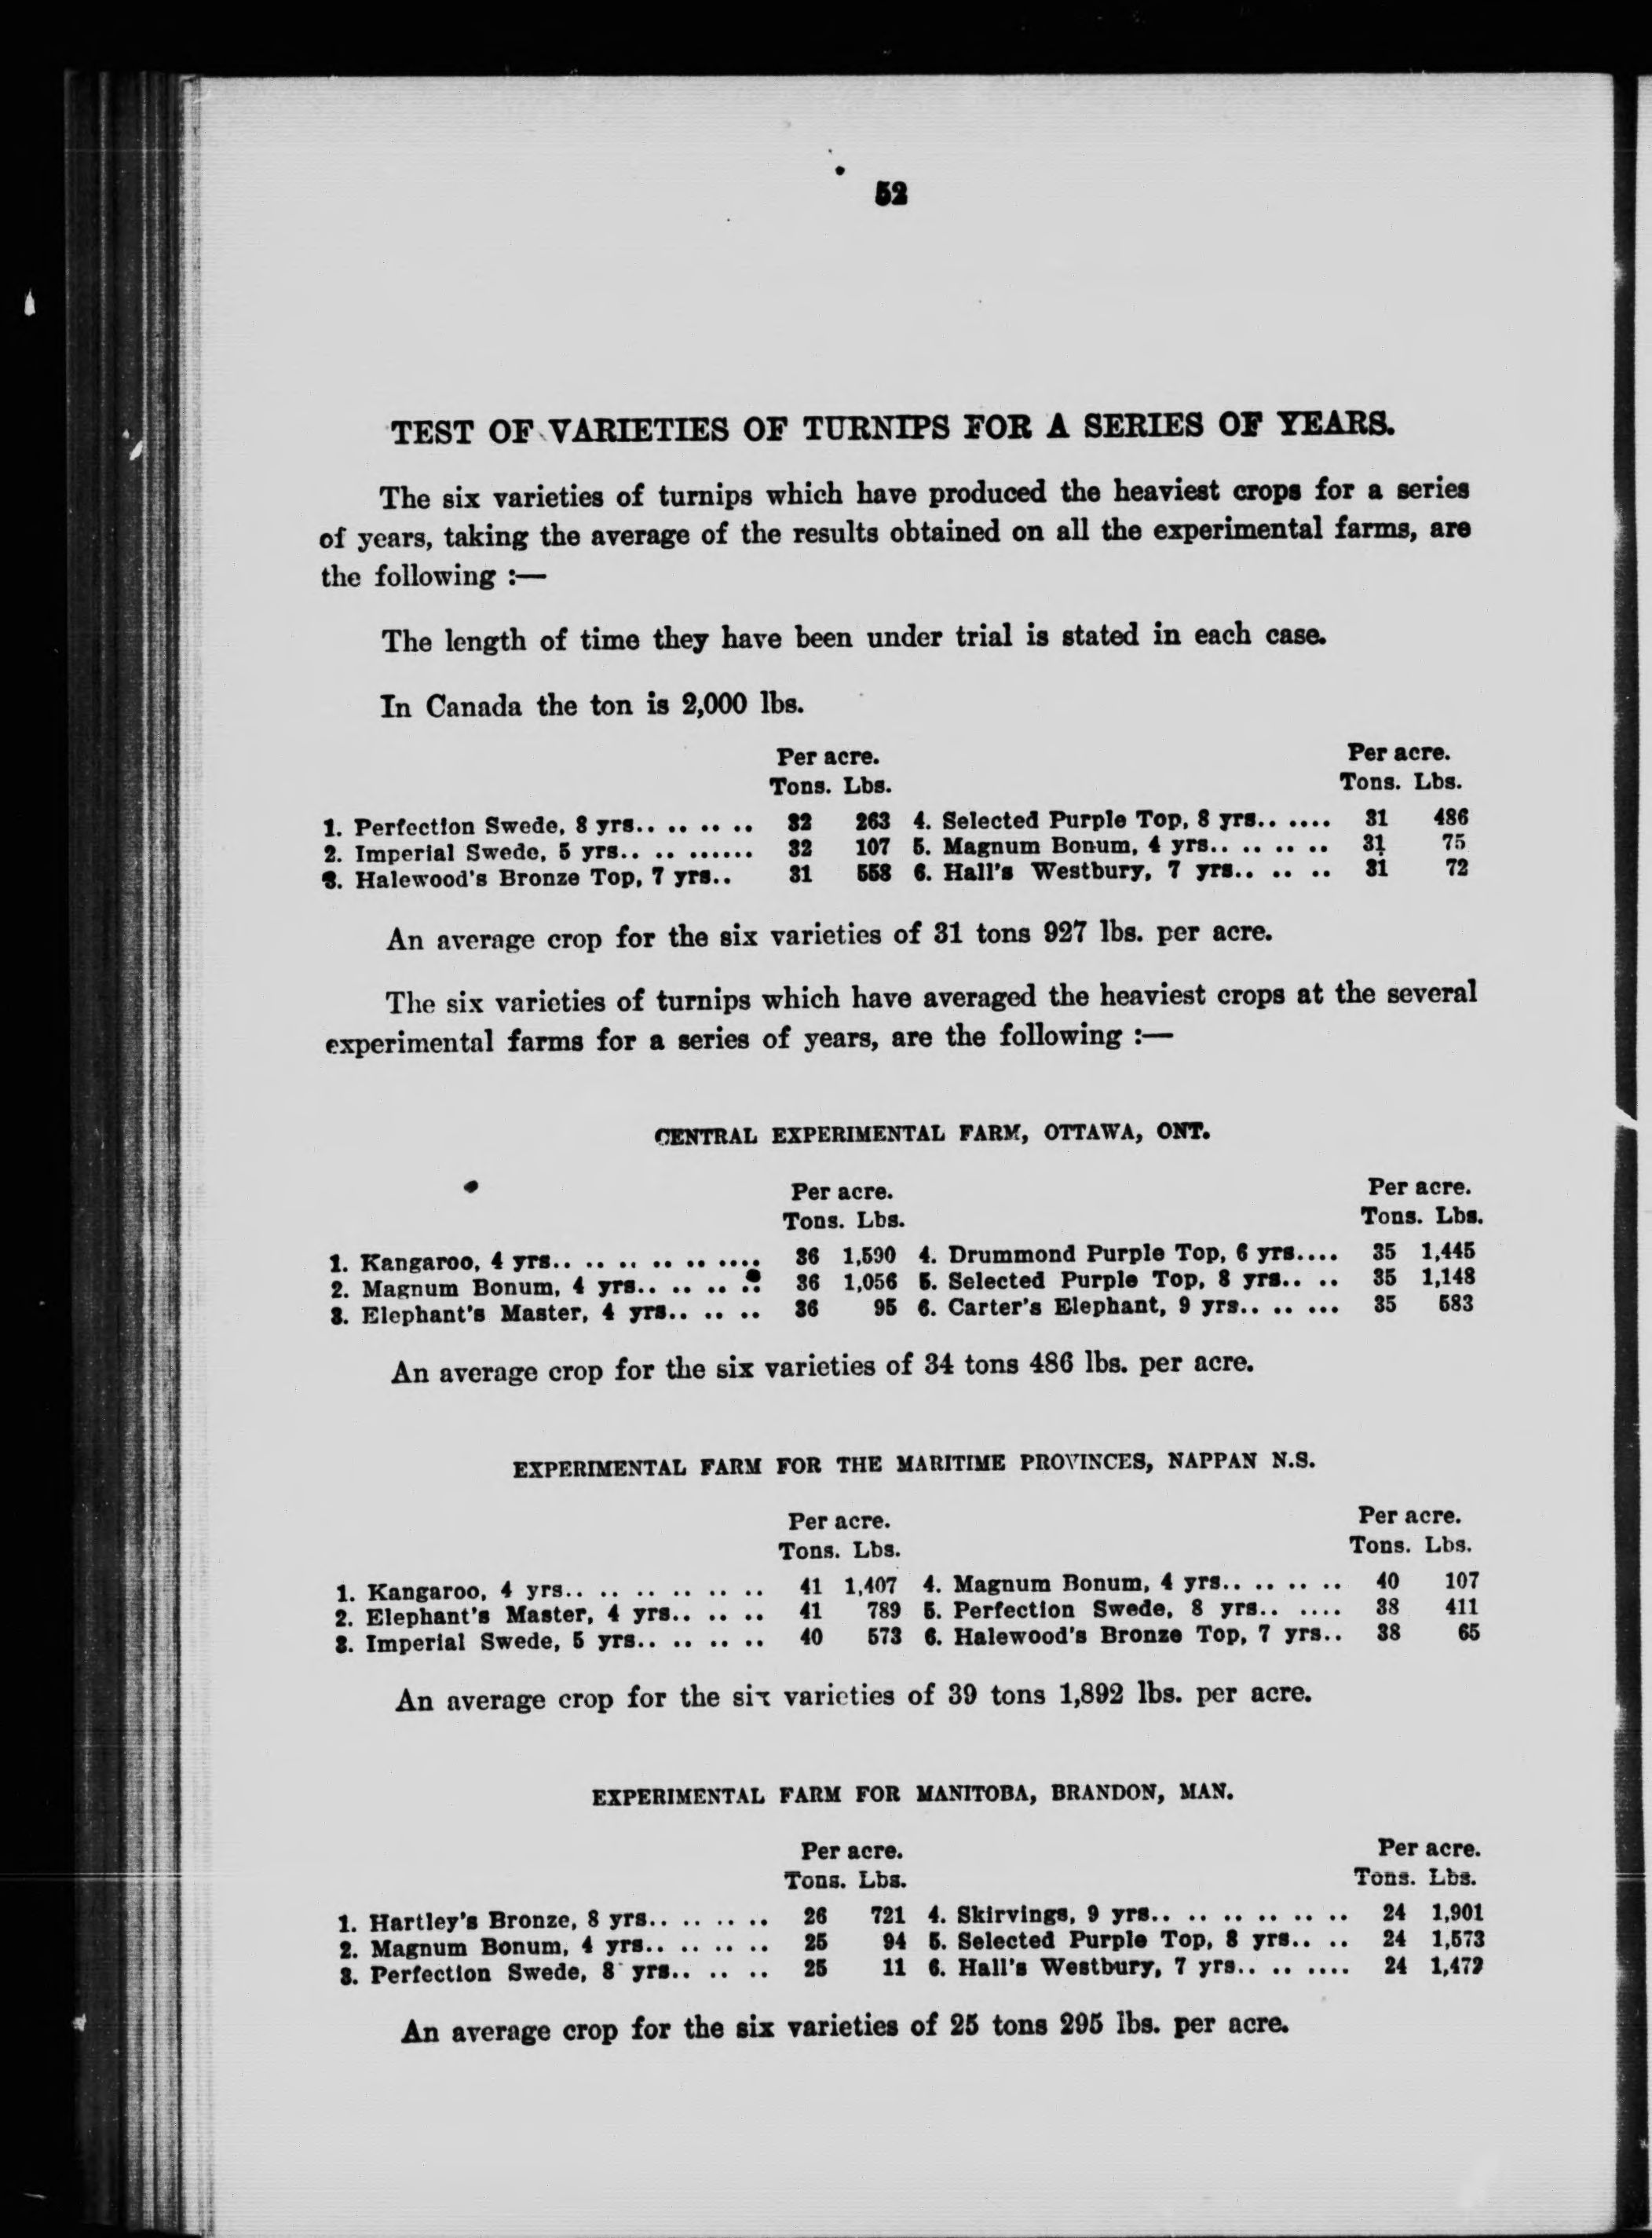 52
TEST OF VARIETIES OF TURNIPS FOR A SERIES OF YEARS.
The six varieties of turnips which have produced the heaviest crops for a series
of years, taking the average of the results obtained on all the experimental farms, are
the following :—
The length of time they have been under trial is stated in each case.
In Canada the ton is 2,000 lbs.
Per acre. Per acre.
Tons. Lbs. Tons. Lbs.
1. Perfection Swede, 8 yrs.. .. .. .. 32 263 4. Selected Purple Top, 8 yrs.. .... 31 486
2. Imperial Swede, 5 yrs.. .. ...... 32 107 5. Magnum Bonum, 4 yrs.. .. .. .. 31 75
3. Halewood's Bronze Top, 7 yrs.. 31 558 6. Hall's Westbury, 7 yrs.. .. .. 31 72
An average crop for the six varieties of 31 tons 927 lbs. per acre.
The six varieties of turnips which have averaged the heaviest crops at the several
experimental farms for a series of years, are the following :—
CENTRAL EXPERIMENTAL FARM, OTTAWA, ONT.
Per acre. Per acre.
Tons. Lbs. Tons. Lbs.
1. Kangaroo, 4 yrs.. .. .. .. .. .... 36 1,590 4. Drummond Purple Top, 6 yrs.... 35 1,445
2. Magnum Bonum, 4 yrs.. .. .. .. 36 1,056 5. Selected Purple Top, 8 yrs.. .. 35 1,148
3. Elephant's Master, 4 yrs.. .. .. 36 95 6. Carter's Elephant, 9 yrs.. .. ... 35 583
An average crop for the six varieties of 34 tons 486 lbs. per acre.
EXPERIMENTAL FARM FOR THE MARITIME PROVINCES, NAPPAN N.S.
Per acre. Per acre.
Tons. Lbs. Tons. Lbs.
1. Kangaroo, 4 yrs.. .. .. .. .. .. 41 1,407 4. Magnum Bonum, 4 yrs.. .. .. .. 40 107
2. Elephant's Master, 4 yrs.. .. .. 41 789 5. Perfection Swede, 8 yrs.. .... 38 411
3. Imperial Swede, 5 yrs.. .. .. .. 40 573 6. Halewood's Bronze Top, 7 yrs.. 38 65
An average crop for the six varieties of 39 tons 1,892 lbs. per acre.
EXPERIMENTAL FARM FOR MANITOBA, BRANDON, MAN.
Per acre. Per acre.
Tons. Lbs. Tons. Lbs.
1. Hartley's Bronze, 8 yrs.. .. .. .. 26 721 4. Skirvings, 9 yrs.. .. .. .. .. .. 24 1,901
2. Magnum Bonum, 4 yrs.. .. .. .. 25 94 5. Selected Purple Top, 8 yrs.. .. 24 1,573
3. Perfection Swede, 8 yrs.. .. .. 25 11 6. Hall's Westbury, 7 yrs.. .. .... 24 1,472
An average crop for the six varieties of 25 tons 295 lbs. per acre.